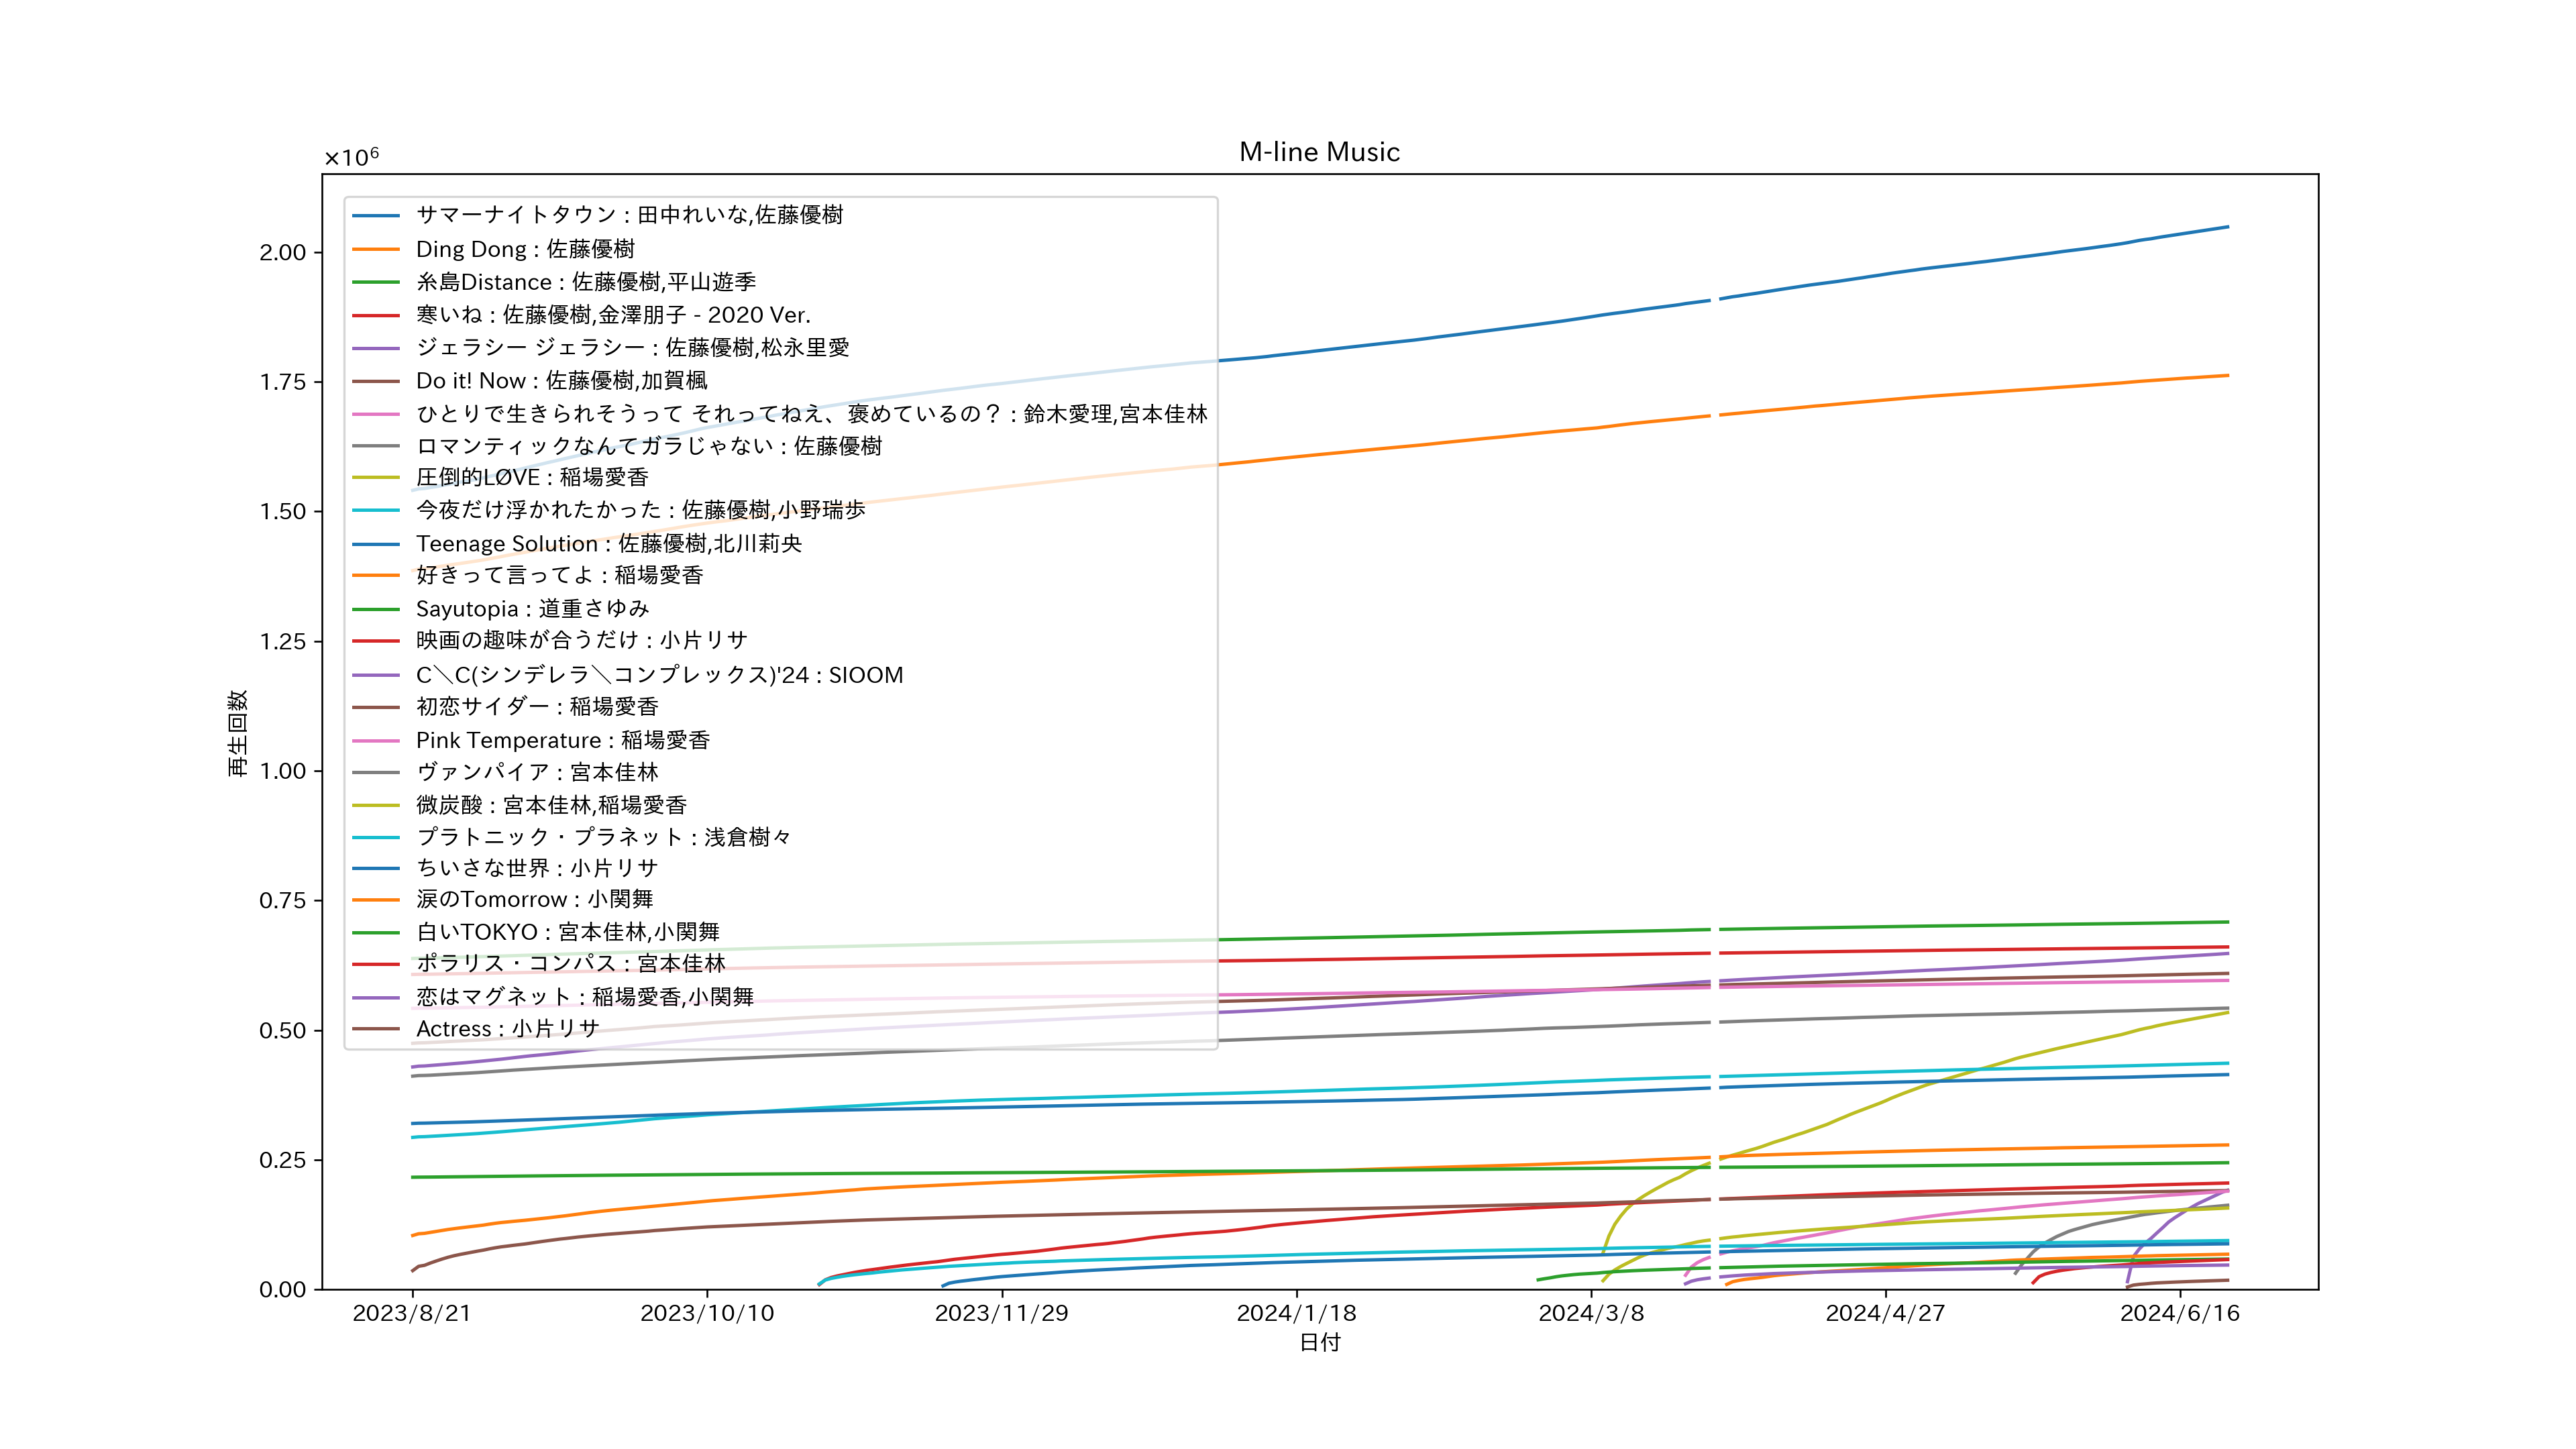 M-line Music
×10⁶
サマーナイトタウン : 田中れいな,佐藤優樹
Ding Dong : 佐藤優樹
糸島Distance : 佐藤優樹,平山遊季
寒いね : 佐藤優樹,金澤朋子 - 2020 Ver.
ジェラシー ジェラシー : 佐藤優樹,松永里愛
Do it! Now : 佐藤優樹,加賀楓
ひとりで生きられそうって それってねえ、褒めているの？ : 鈴木愛理,宮本佳林
ロマンティックなんてガラじゃない : 佐藤優樹
圧倒的LØVE : 稲場愛香
今夜だけ浮かれたかった : 佐藤優樹,小野瑞歩
Teenage Solution : 佐藤優樹,北川莉央
好きって言ってよ : 稲場愛香
Sayutopia : 道重さゆみ
映画の趣味が合うだけ : 小片リサ
C＼C(シンデレラ＼コンプレックス)'24 : SIOOM
初恋サイダー : 稲場愛香
Pink Temperature : 稲場愛香
ヴァンパイア : 宮本佳林
微炭酸 : 宮本佳林,稲場愛香
プラトニック・プラネット : 浅倉樹々
ちいさな世界 : 小片リサ
涙のTomorrow : 小関舞
白いTOKYO : 宮本佳林,小関舞
ポラリス・コンパス : 宮本佳林
恋はマグネット : 稲場愛香,小関舞
Actress : 小片リサ
再生回数
2.00
1.75
1.50
1.25
1.00
0.75
0.50
0.25
0.00
2023/8/21
2023/10/10
2023/11/29
2024/1/18
2024/3/8
2024/4/27
2024/6/16
日付